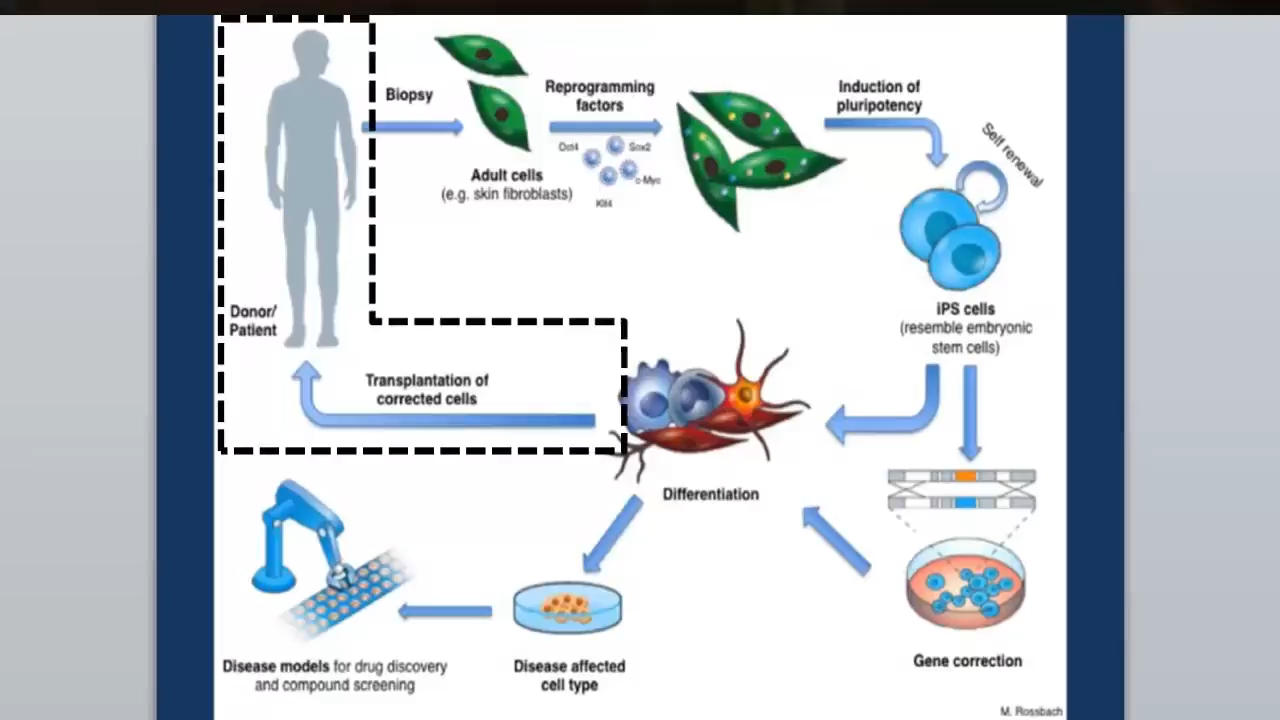 Biopsy
Reprogramming
factors
Induction of
pluripotency
Self renewal
Oct4
Sox2
c-Myc
Klf4
Adult cells
(e.g. skin fibroblasts)
Donor/
Patient
iPS cells
(resemble embryonic
stem cells)
Transplantation of
corrected cells
Differentiation
Disease models for drug discovery
and compound screening
Disease affected
cell type
Gene correction
M. Rossbach